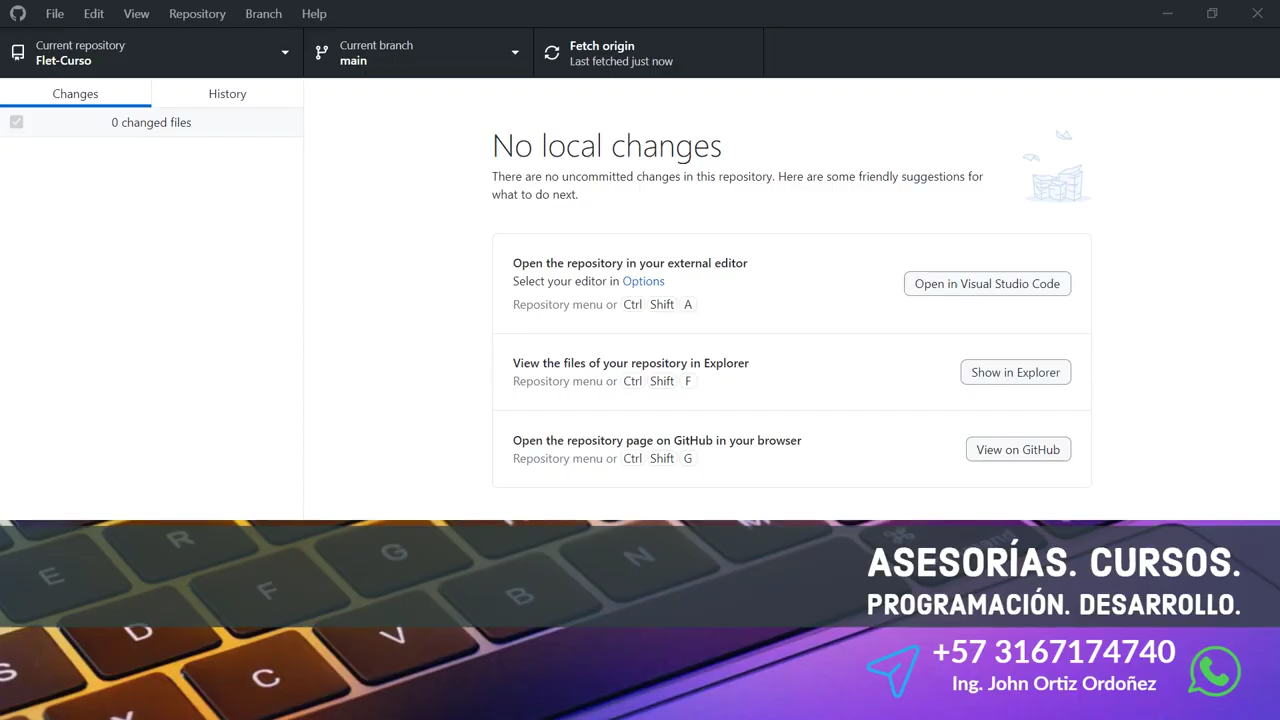 File Edit View Repository Branch Help
Current repository
Flet-Curso
Current branch
main
Fetch origin
Last fetched just now
Changes
History
0 changed files
No local changes
There are no uncommitted changes in this repository. Here are some friendly suggestions for
what to do next.
Open the repository in your external editor
Select your editor in Options
Repository menu or Ctrl Shift A
Open in Visual Studio Code
View the files of your repository in Explorer
Repository menu or Ctrl Shift F
Show in Explorer
Open the repository page on GitHub in your browser
Repository menu or Ctrl Shift G
View on GitHub
E R G N M
F B
D V
S C
ASESORÍAS. CURSOS.
PROGRAMACIÓN. DESARROLLO.
+57 3167174740
Ing. John Ortiz Ordoñez